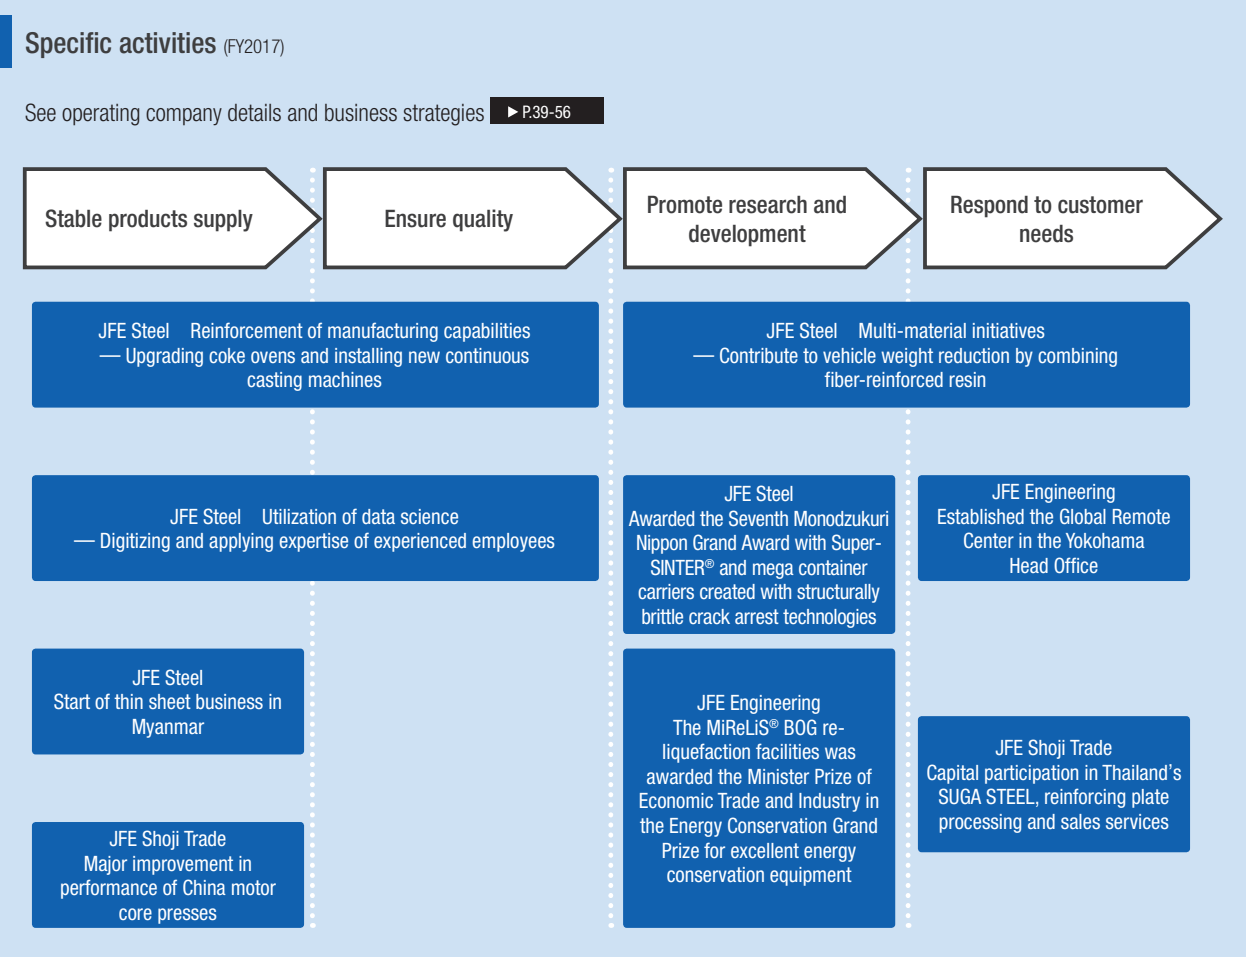 Specific activities (FY2017)
See operating company details and business strategies ▶ P.39-56
Stable products supply
Ensure quality
Promote research and
development
Respond to customer
needs
JFE Steel Reinforcement of manufacturing capabilities
— Upgrading coke ovens and installing new continuous
casting machines
JFE Steel Multi-material initiatives
— Contribute to vehicle weight reduction by combining
fiber-reinforced resin
JFE Steel Utilization of data science
— Digitizing and applying expertise of experienced employees
JFE Steel
Awarded the Seventh Monodzukuri
Nippon Grand Award with Super-
SINTER® and mega container
carriers created with structurally
brittle crack arrest technologies
JFE Engineering
Established the Global Remote
Center in the Yokohama
Head Office
JFE Steel
Start of thin sheet business in
Myanmar
JFE Engineering
The MiReLiS® BOG re-
liquefaction facilities was
awarded the Minister Prize of
Economic Trade and Industry in
the Energy Conservation Grand
Prize for excellent energy
conservation equipment
JFE Shoji Trade
Capital participation in Thailand's
SUGA STEEL, reinforcing plate
processing and sales services
JFE Shoji Trade
Major improvement in
performance of China motor
core presses